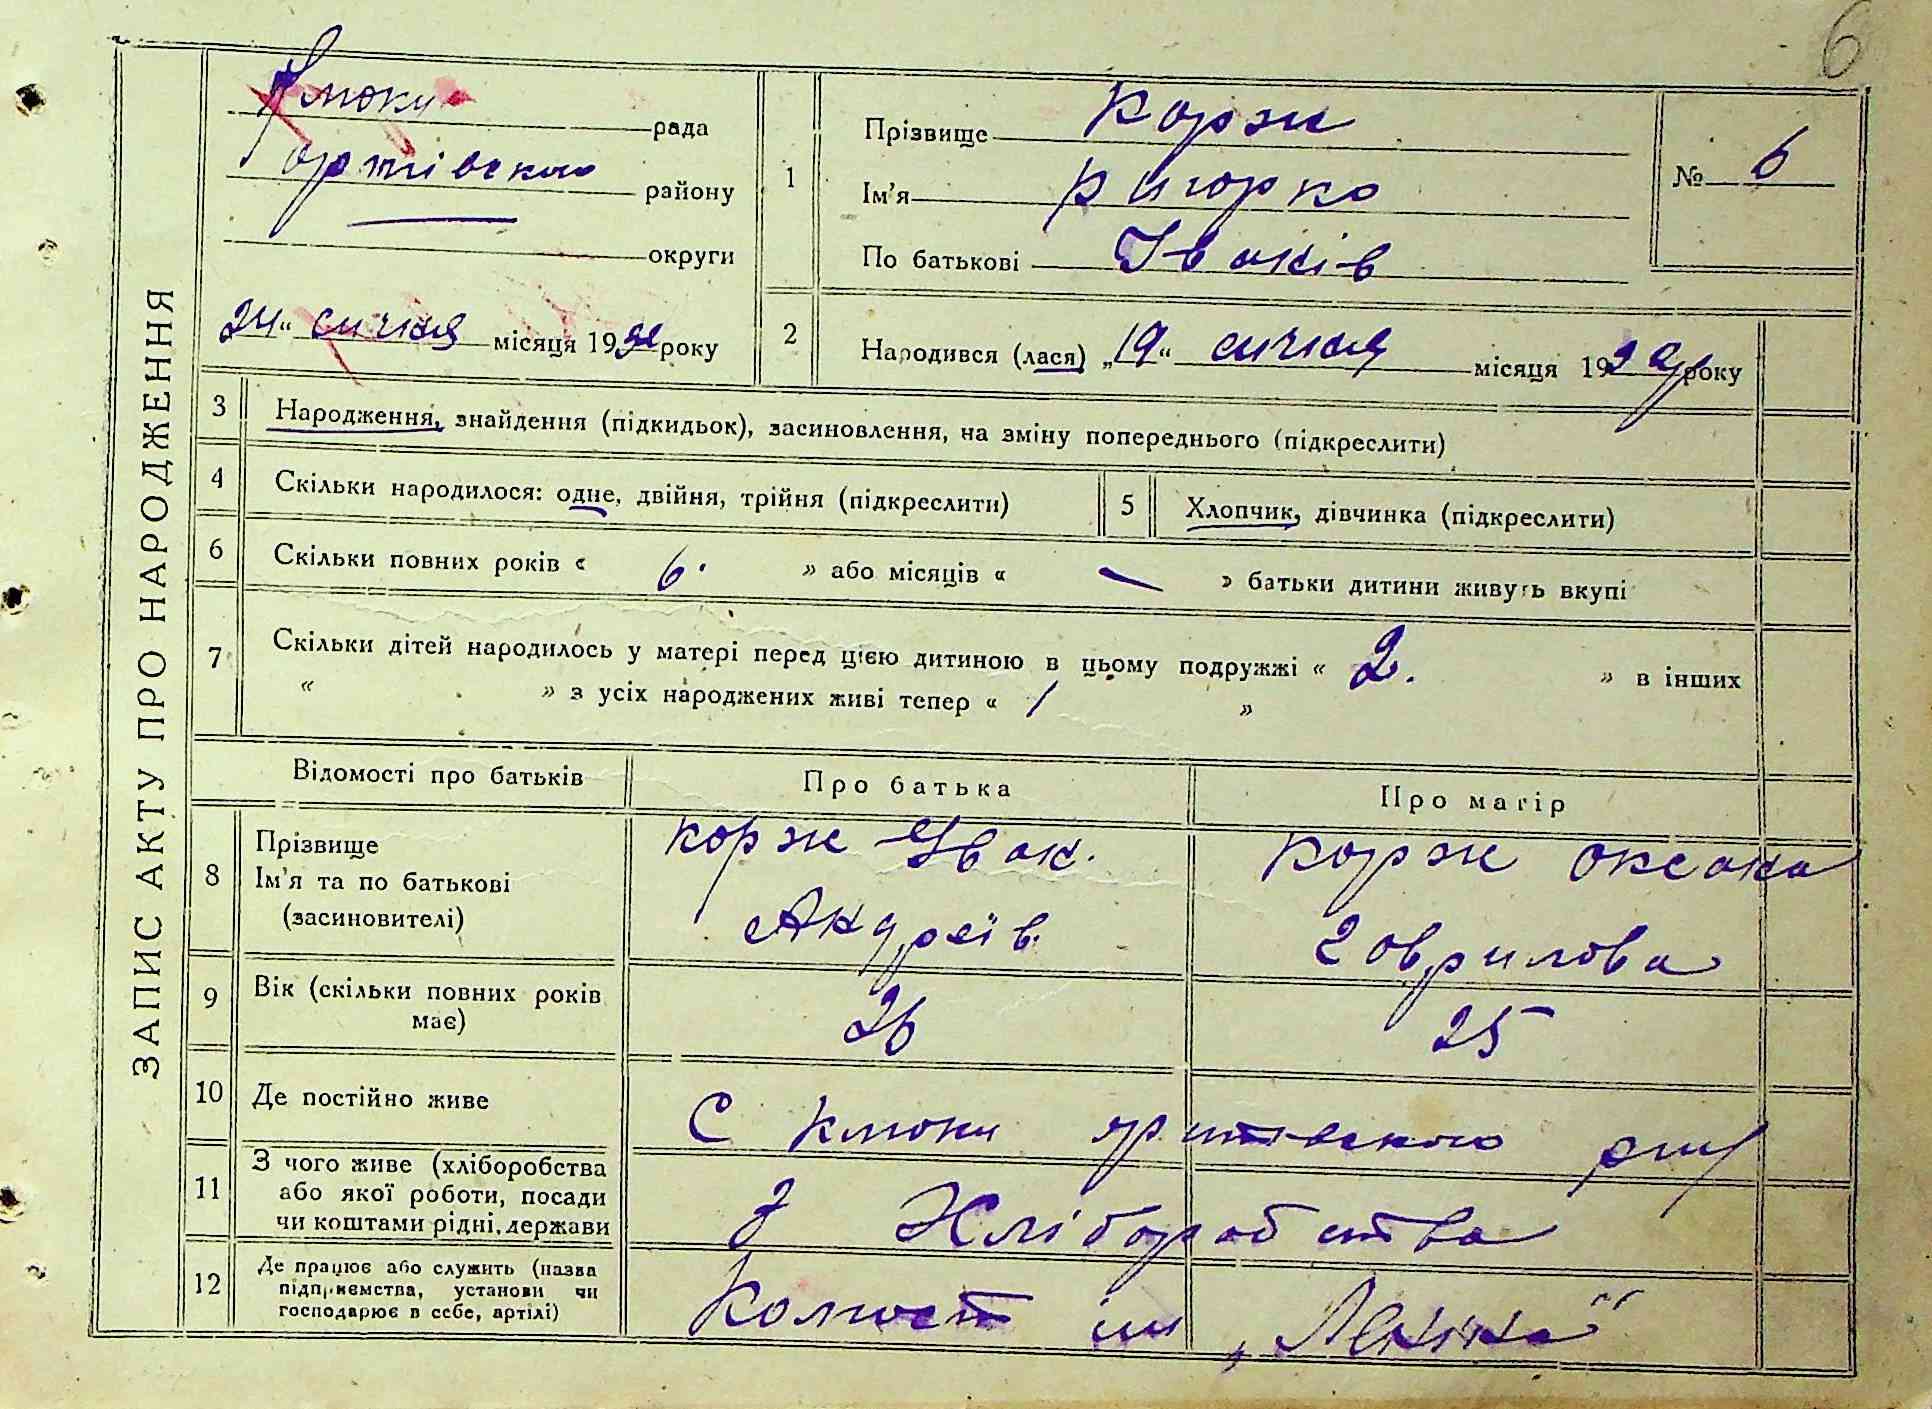 6
ЗАПИС АКТУ ПРО НАРОДЖЕННЯ
Клюки рада
району
округи
24" січня місяця 19 року
1
Прізвище Корж
Ім'я Григорко
По батькові Іванів
№ 6
2
Народився (лася) „19" січня місяця 19 року
3 Народження, знайдення (підкидьок), засиновлення, на зміну попереднього (підкреслити)
4 Скільки народилося: одне, двійня, трійня (підкреслити)
5 Хлопчик, дівчинка (підкреслити)
6 Скільки повних років « 6. » або місяців « — » батьки дитини живуть вкупі
7 Скільки дітей народилось у матері перед цією дитиною в цьому подружжі « 2. » в інших
« » з усіх народжених живі тепер « 1 »
Відомості про батьків Про батька Про матір
8 Прізвище Ім'я та по батькові (засиновителі)
Корж Іван. Андреїв.
Корж Оксана Гаврилова
9 Вік (скільки повних років має) 26 25
10 Де постійно живе С Клюки
11 З чого живе (хліборобства або якої роботи, посади чи коштами рідні, держави
З Хліборобства
12 Де працює або служить (назва підприємства, установи чи господарює в себе, артілі)
Колгосп ім „Леніна"